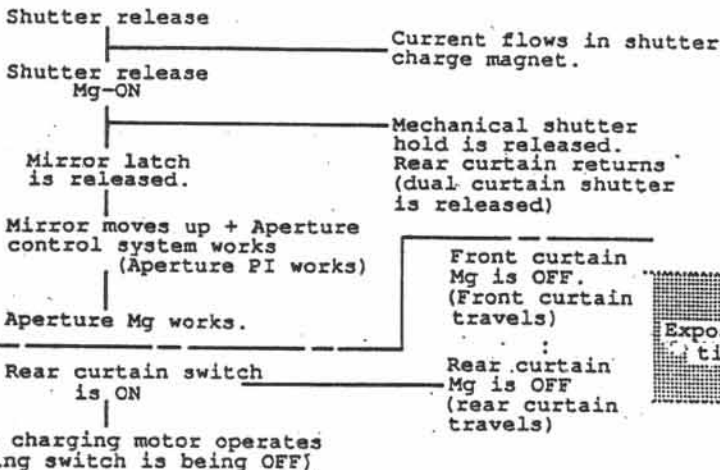 Shutter release
Current flows in shutter
charge magnet.
Shutter release
Mg-ON
Mechanical shutter
hold is released.
Rear curtain returns
(dual curtain shutter
is released)
Mirror latch
is released.
Mirror moves up + Aperture
control system works
(Aperture PI works)
Front curtain
Mg is OFF.
(Front curtain
travels)
Aperture Mg works.
Rear curtain switch
is ON
Rear curtain
Mg is OFF
(rear curtain
travels)
charging motor operates
switch is being OFF)